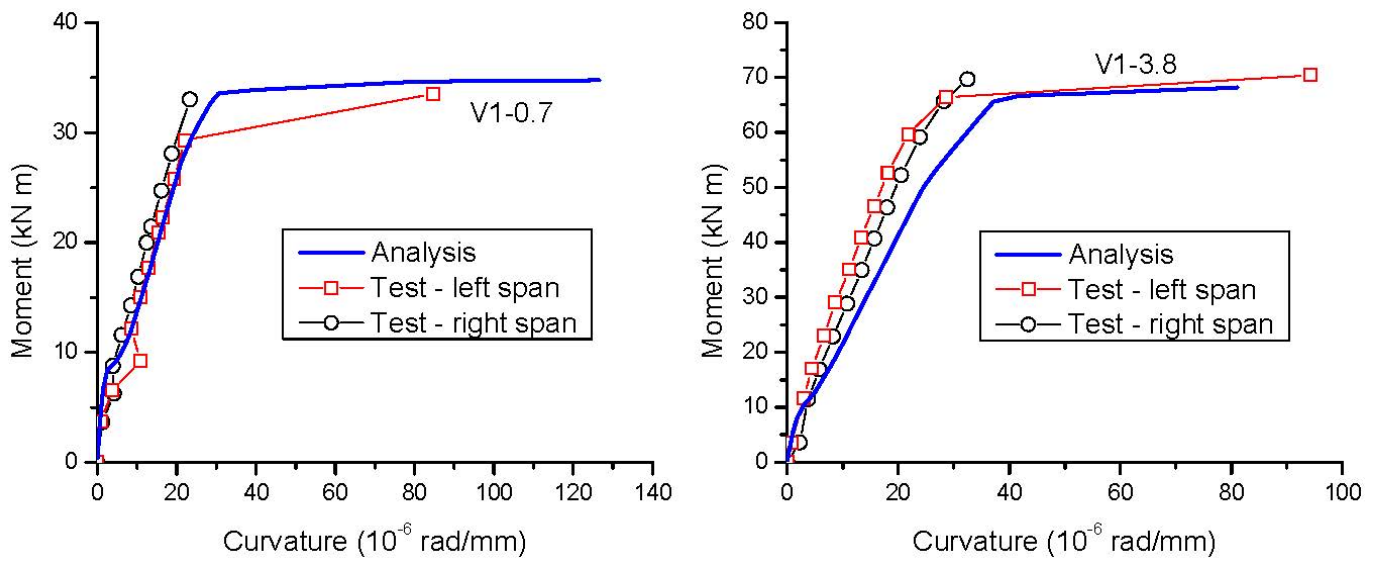 40
30
20
10
0
Moment (kN m)
V1-0.7
Analysis
Test - left span
Test - right span
0 20 40 60 80 100 120 140
Curvature (10⁻⁶ rad/mm)
80
70
60
50
40
30
20
10
0
Moment (kN m)
V1-3.8
Analysis
Test - left span
Test - right span
0 20 40 60 80 100
Curvature (10⁻⁶ rad/mm)